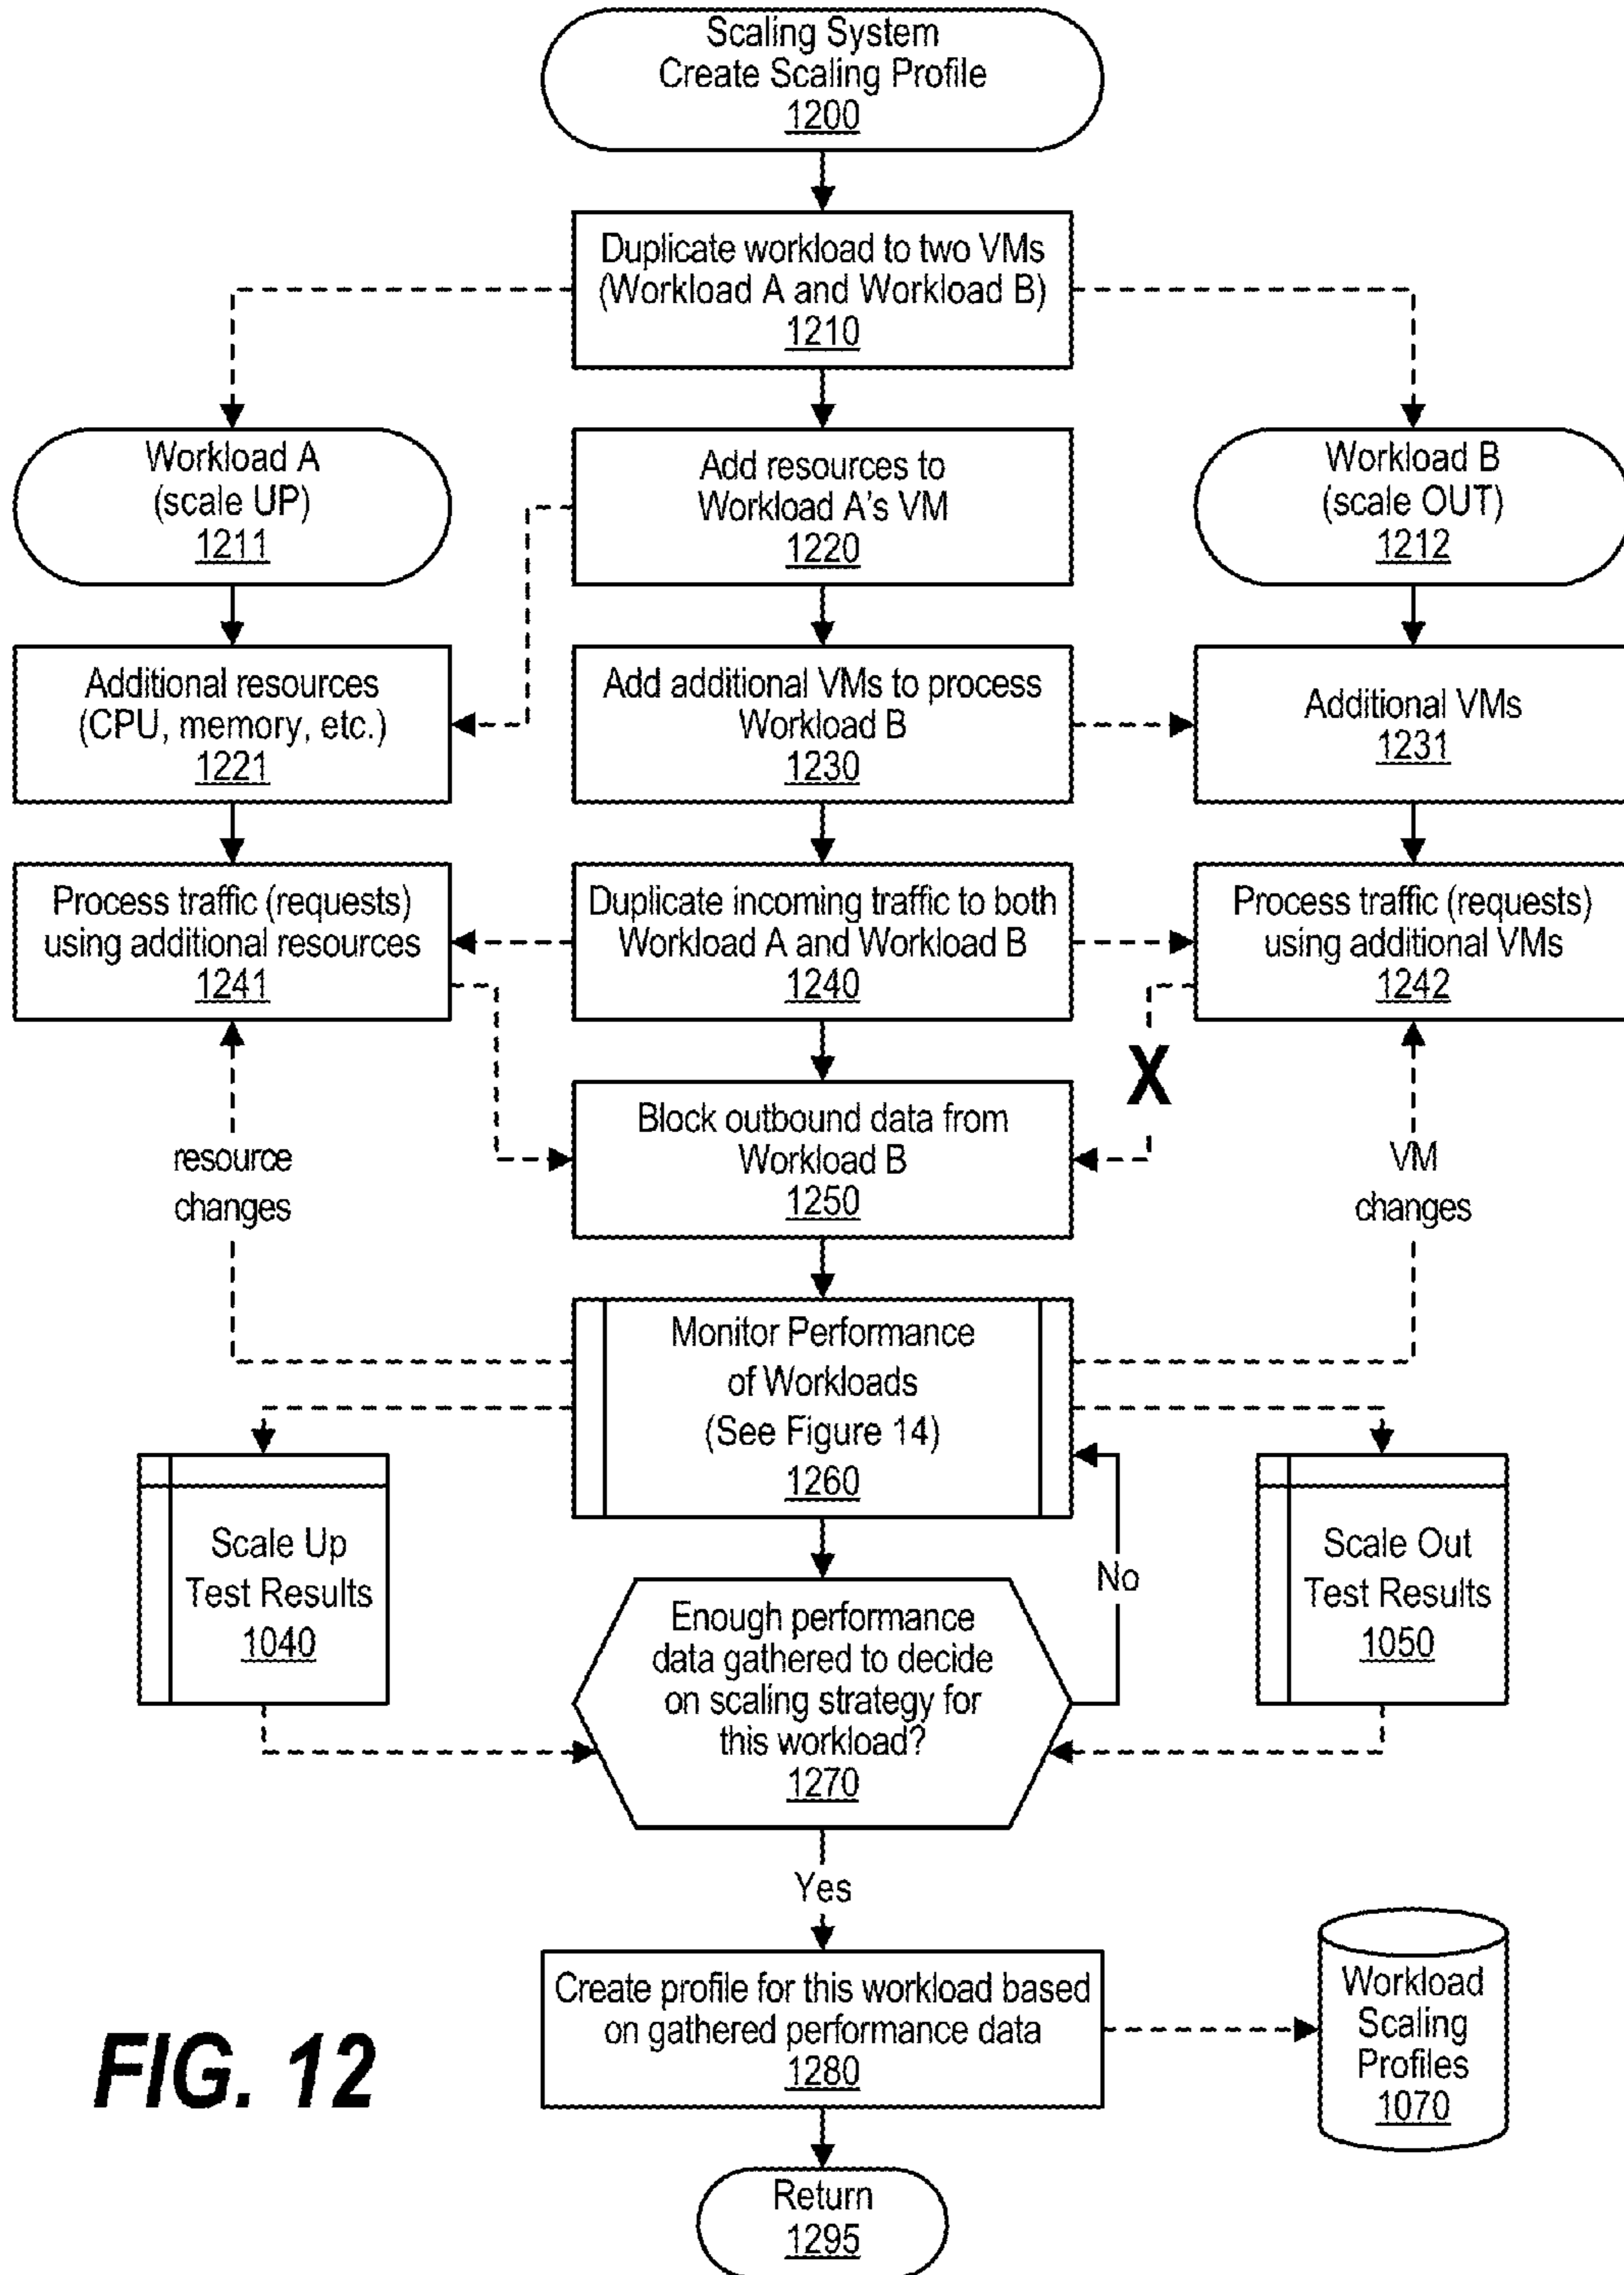 Scaling System
Create Scaling Profile
1200
Duplicate workload to two VMs
(Workload A and Workload B)
1210
Workload A
(scale UP)
1211
Add resources to
Workload A's VM
1220
Workload B
(scale OUT)
1212
Additional resources
(CPU, memory, etc.)
1221
Add additional VMs to process
Workload B
1230
Additional VMs
1231
Process traffic (requests)
using additional resources
1241
Duplicate incoming traffic to both
Workload A and Workload B
1240
Process traffic (requests)
using additional VMs
1242
X
Block outbound data from
Workload B
1250
resource
changes
VM
changes
Monitor Performance
of Workloads
(See Figure 14)
1260
Scale Up
Test Results
1040
No
Scale Out
Test Results
1050
Enough performance
data gathered to decide
on scaling strategy for
this workload?
1270
Yes
Create profile for this workload based
on gathered performance data
1280
Workload
Scaling
Profiles
1070
FIG. 12
Return
1295